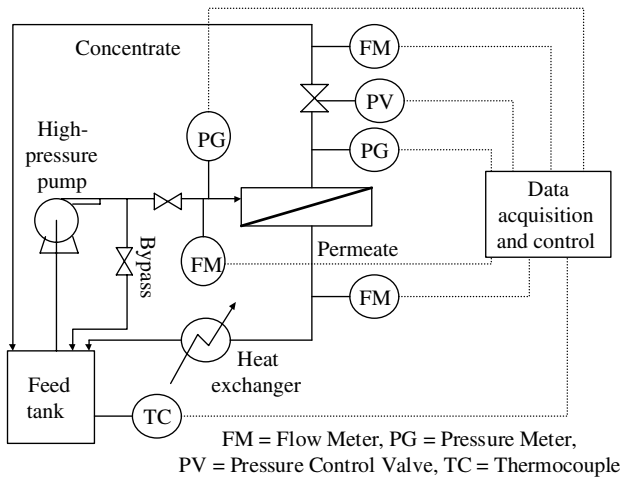 Concentrate
FM
PV
High-
pressure
pump
PG
PG
Data
acquisition
and control
Bypass
FM
Permeate
FM
Heat
exchanger
Feed
tank
TC
FM = Flow Meter, PG = Pressure Meter,
PV = Pressure Control Valve, TC = Thermocouple